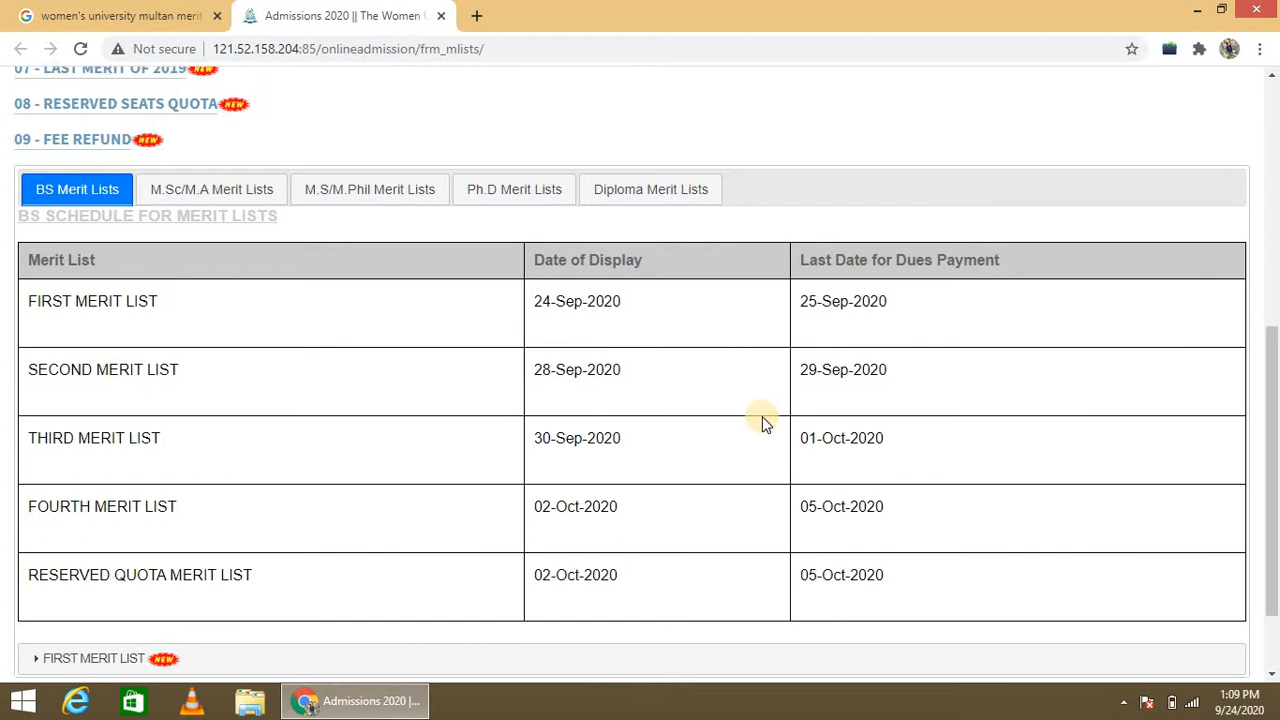 women's university multan merit
Admissions 2020 || The Women U
Not secure
121.52.158.204:85/onlineadmission/frm_mlists/
07 - LAST MERIT OF 2019 NEW
08 - RESERVED SEATS QUOTA NEW
09 - FEE REFUND NEW
BS Merit Lists M.Sc/M.A Merit Lists M.S/M.Phil Merit Lists Ph.D Merit Lists Diploma Merit Lists
BS SCHEDULE FOR MERIT LISTS
Merit List Date of Display Last Date for Dues Payment
FIRST MERIT LIST 24-Sep-2020 25-Sep-2020
SECOND MERIT LIST 28-Sep-2020 29-Sep-2020
THIRD MERIT LIST 30-Sep-2020 01-Oct-2020
FOURTH MERIT LIST 02-Oct-2020 05-Oct-2020
RESERVED QUOTA MERIT LIST 02-Oct-2020 05-Oct-2020
FIRST MERIT LIST NEW
Admissions 2020 |...
1:09 PM
9/24/2020